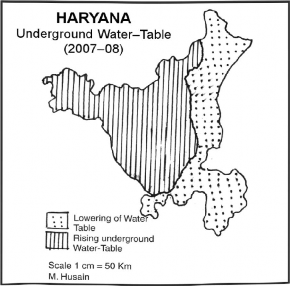 HARYANA
Underground Water–Table
(2007–08)
Lowering of Water
Table
Rising underground
Water-Table
Scale 1 cm = 50 Km
M. Husain